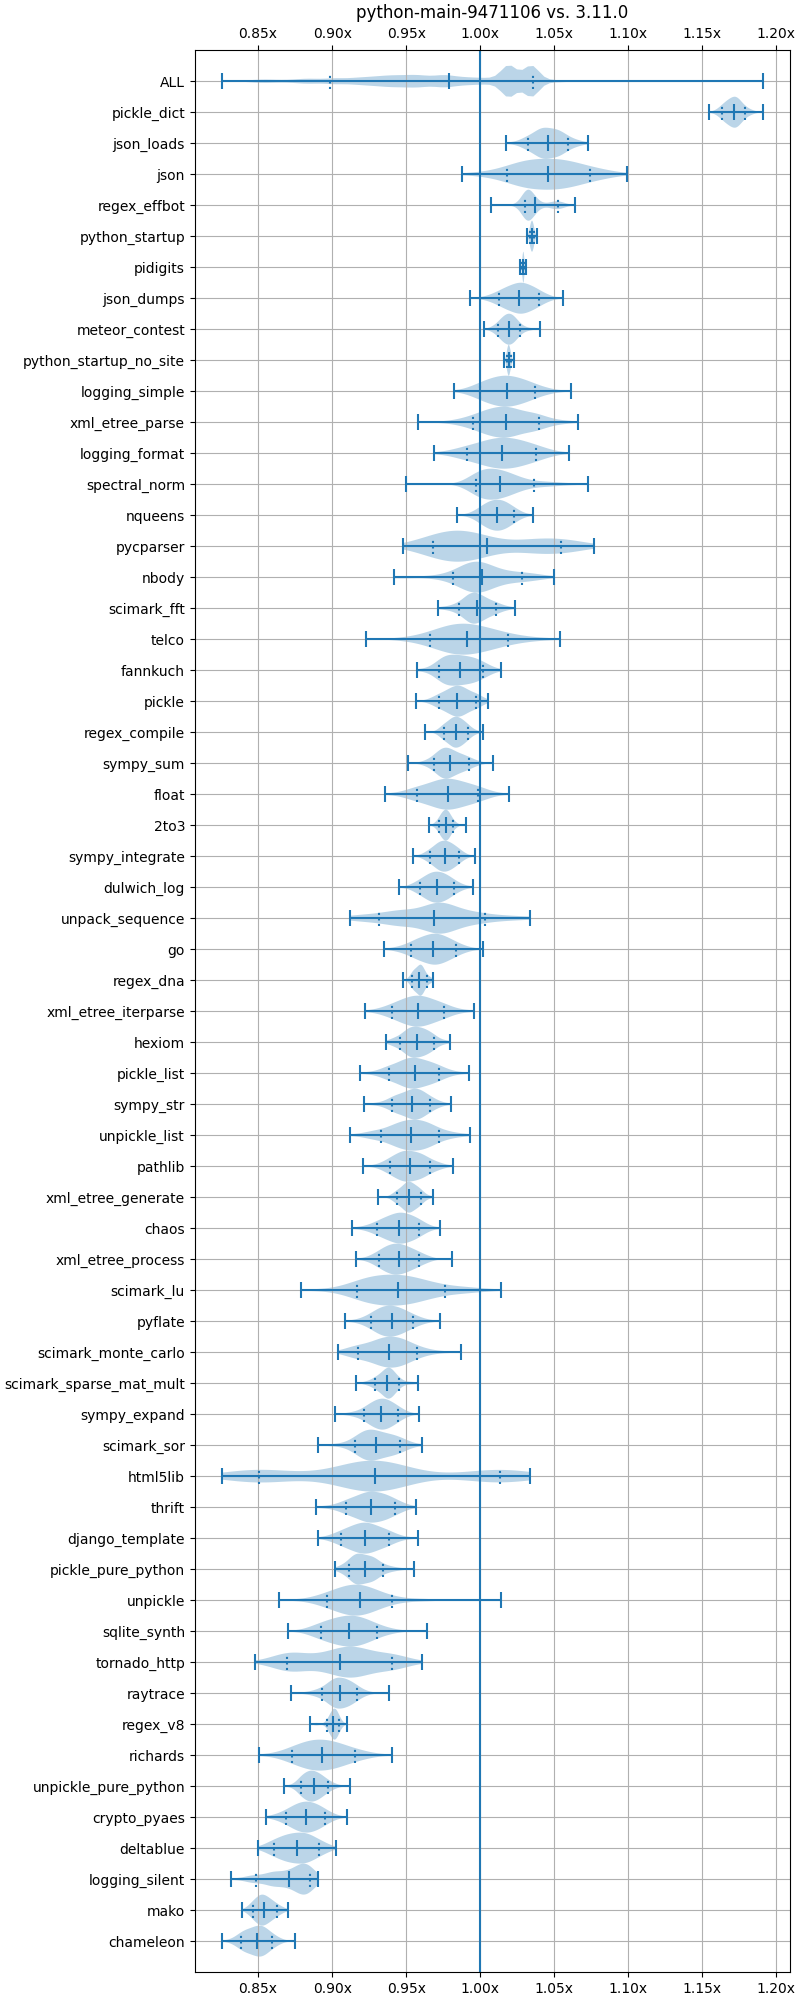 python-main-9471106 vs. 3.11.0
0.85x 0.90x 0.95x 1.00x 1.05x 1.10x 1.15x 1.20x
ALL
pickle_dict
json_loads
json
regex_effbot
python_startup
pidigits
json_dumps
meteor_contest
python_startup_no_site
logging_simple
xml_etree_parse
logging_format
spectral_norm
nqueens
pycparser
nbody
scimark_fft
telco
fannkuch
pickle
regex_compile
sympy_sum
float
2to3
sympy_integrate
dulwich_log
unpack_sequence
go
regex_dna
xml_etree_iterparse
hexiom
pickle_list
sympy_str
unpickle_list
pathlib
xml_etree_generate
chaos
xml_etree_process
scimark_lu
pyflate
scimark_monte_carlo
scimark_sparse_mat_mult
sympy_expand
scimark_sor
html5lib
thrift
django_template
pickle_pure_python
unpickle
sqlite_synth
tornado_http
raytrace
regex_v8
richards
unpickle_pure_python
crypto_pyaes
deltablue
logging_silent
mako
chameleon
0.85x 0.90x 0.95x 1.00x 1.05x 1.10x 1.15x 1.20x